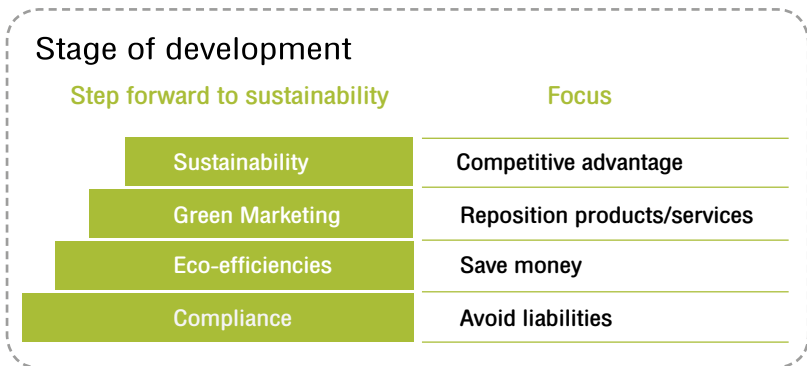 Stage of development
Step forward to sustainability Focus
Sustainability Competitive advantage
Green Marketing Reposition products/services
Eco-efficiencies Save money
Compliance Avoid liabilities